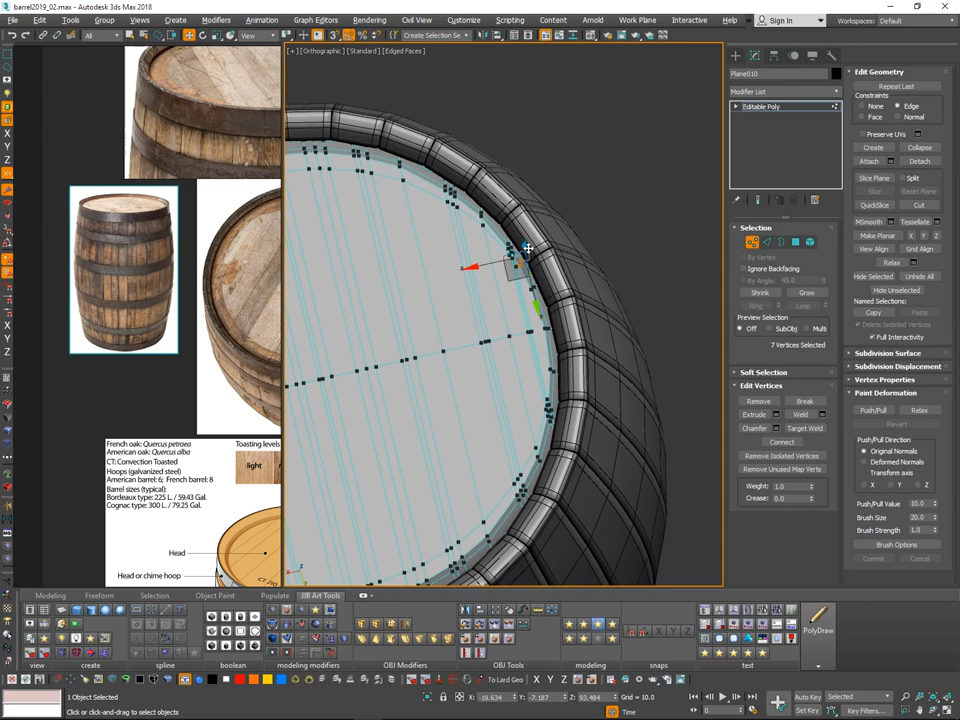 barrel2019_02.max - Autodesk 3ds Max 2018
File Edit Tools Group Views Create Modifiers Animation Graph Editors Rendering Civil View Customize Scripting Content Arnold Work Plane Interactive Help Sign In Workspaces: Default
All View Create Selection Se
[+] [Orthographic] [Standard] [Edged Faces]
X
Y
Z
XY
X
Y
Z
French oak: Quercus petraea
American oak: Quercus alba
CT: Convection Toasted
Hoops (galvanized steel)
American barrel: 6; French barrel: 8
Barrel sizes (typical):
Bordeaux type: 225 L. / 59.43 Gal.
Cognac type: 300 L. / 79.25 Gal.
Toasting levels
light
Head
Head or chime hoop
CT 210
Plane010
Modifier List
Editable Poly
Selection
By Vertex
Ignore Backfacing
By Angle: 45.0
Shrink Grow
Ring Loop
Preview Selection
Off SubObj Multi
7 Vertices Selected
Soft Selection
Edit Vertices
Remove Break
Extrude Weld
Chamfer Target Weld
Connect
Remove Isolated Vertices
Remove Unused Map Verts
Weight: 1.0
Crease: 0.0
Edit Geometry
Repeat Last
Constraints
None Edge
Face Normal
Preserve UVs
Create Collapse
Attach Detach
Slice Plane Split
Slice Reset Plane
QuickSlice Cut
MSmooth Tessellate
Make Planar X Y Z
View Align Grid Align
Relax
Hide Selected Unhide All
Hide Unselected
Named Selections:
Copy Paste
Delete Isolated Vertices
Full Interactivity
Subdivision Surface
Subdivision Displacement
Vertex Properties
Paint Deformation
Push/Pull Relax
Revert
Push/Pull Direction
Original Normals
Deformed Normals
Transform axis
X Y Z
Push/Pull Value 10.0
Brush Size 20.0
Brush Strength 1.0
Brush Options
Commit Cancel
Modeling Freeform Selection Object Paint Populate JJB Art Tools
PolyDraw
view create spline boolean modeling modifiers OBJ Modifiers OBJ Tools modeling snaps test
To Lard Geo X Y Z
1 Object Selected
Click or click-and-drag to select objects
X: -19.634 Y: -7.187 Z: 93.484 Grid = 10.0
Time
0
Auto Key Selected
Set Key Key Filters...